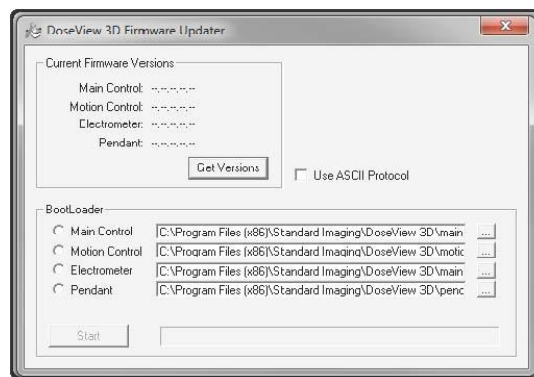 DoseView 3D Firmware Updater
Current Firmware Versions
Main Control: --.--.--.--.--
Motion Control: --.--.--.--.--
Electrometer: --.--.--.--.--
Pendant: --.--.--.--.--
Get Versions
Use ASCII Protocol
BootLoader
Main Control C:\Program Files (x86)\Standard Imaging\DoseView 3D\main ...
Motion Control C:\Program Files (x86)\Standard Imaging\DoseView 3D\motic ...
Electrometer C:\Program Files (x86)\Standard Imaging\DoseView 3D\main ...
Pendant C:\Program Files (x86)\Standard Imaging\DoseView 3D\penc ...
Start